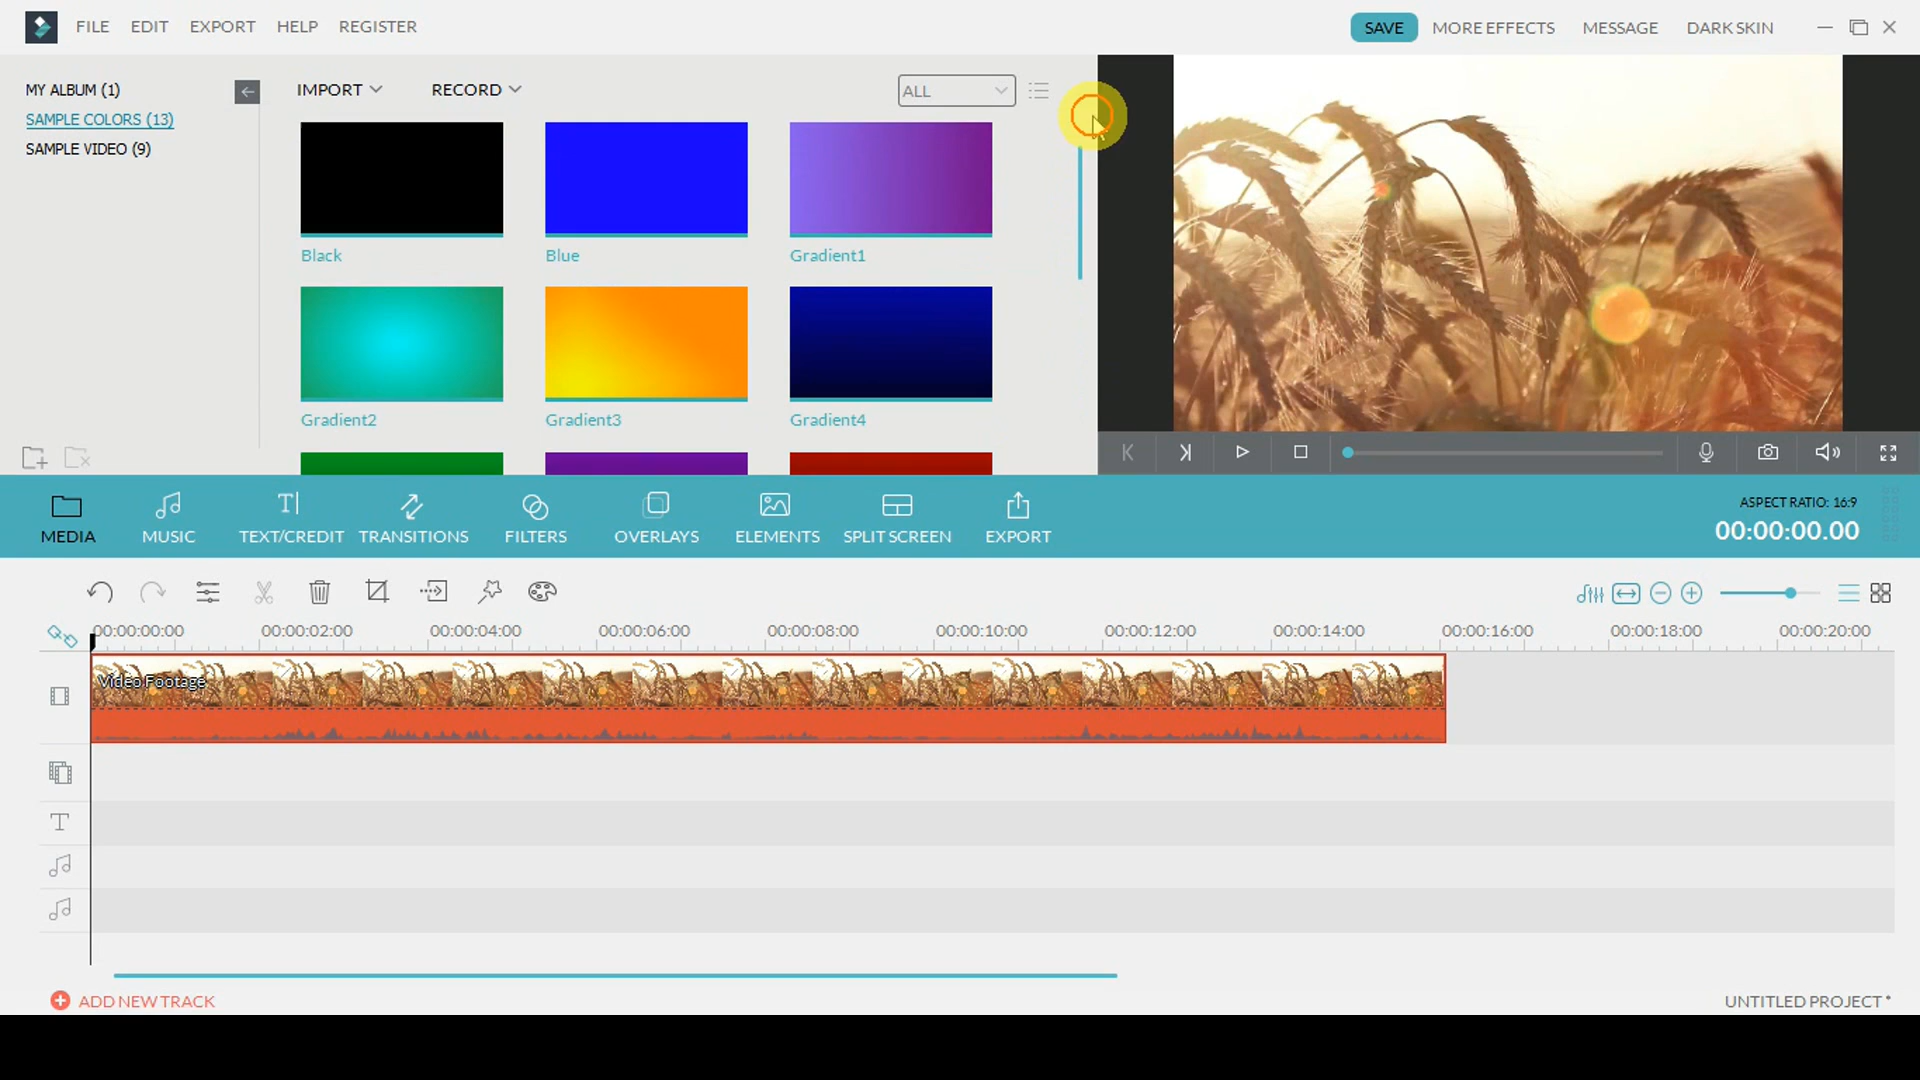 FILE EDIT EXPORT HELP REGISTER SAVE MORE EFFECTS MESSAGE DARK SKIN
MY ALBUM (1) IMPORT RECORD ALL
SAMPLE COLORS (13)
SAMPLE VIDEO (9)
Black Blue Gradient1
Gradient2 Gradient3 Gradient4
MEDIA MUSIC TEXT/CREDIT TRANSITIONS FILTERS OVERLAYS ELEMENTS SPLIT SCREEN EXPORT
ASPECT RATIO: 16:9
00:00:00.00
00:00:00:00 00:00:02:00 00:00:04:00 00:00:06:00 00:00:08:00 00:00:10:00 00:00:12:00 00:00:14:00 00:00:16:00 00:00:18:00 00:00:20:00
Video Footage
ADD NEW TRACK UNTITLED PROJECT *